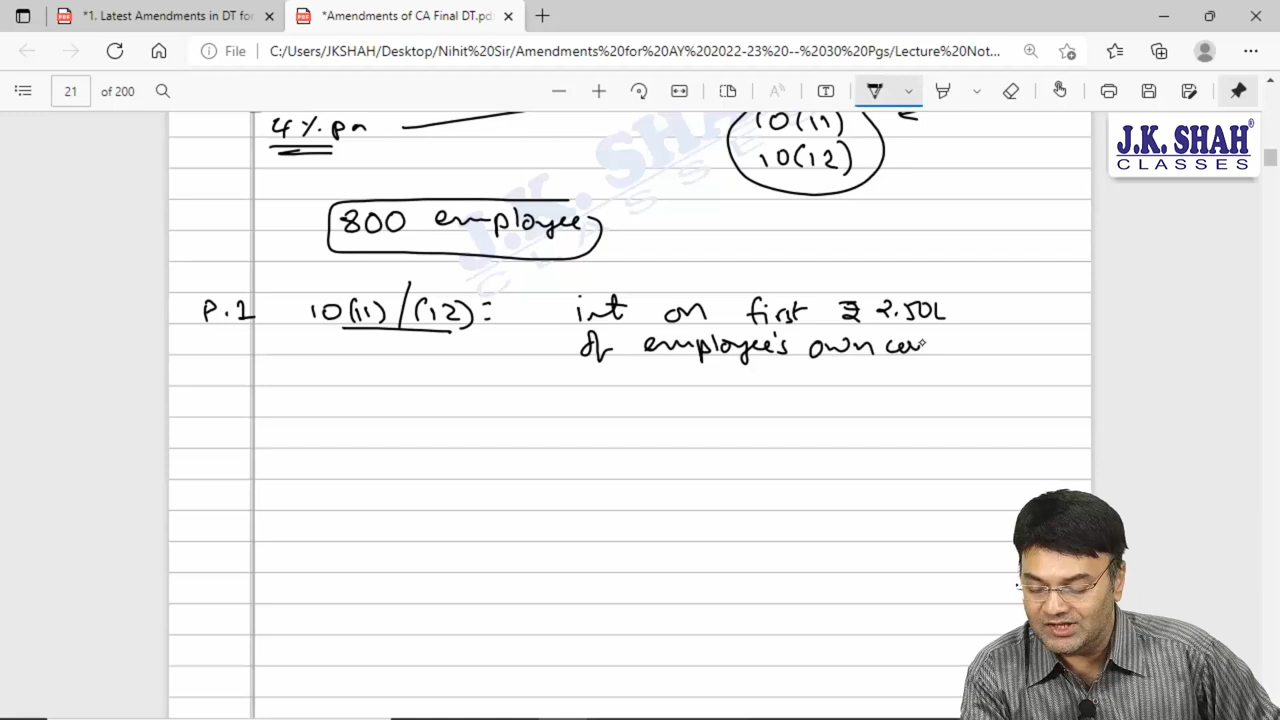 *1. Latest Amendments in DT for
*Amendments of CA Final DT.pd
File
C:/Users/JKSHAH/Desktop/Nihit%20Sir/Amendments%20for%20AY%202022-23%20--%2030%20Pgs/Lecture%20Not...
21 of 200
J.K. SHAH®
CLASSES
4 %.pa
10(11)
10(12)
J.K. SHAH
800 employee
P.1 10(11)/(12):
int on first ₹ 2.50L
of employee's own con